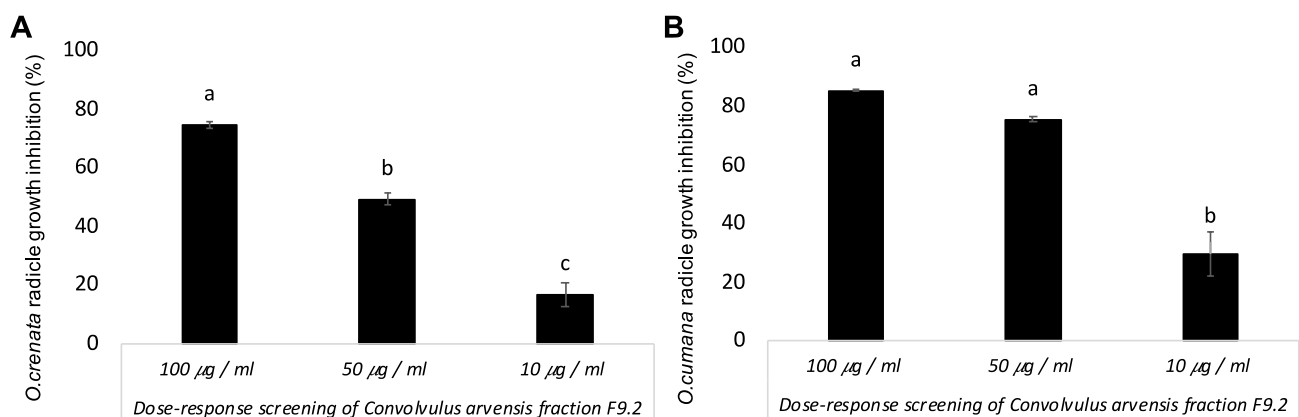 A
O.crenata radicle growth inhibition (%)
100
80
60
40
20
0
a
b
c
100 µg / ml
50 µg / ml
10 µg / ml
Dose-response screening of Convolvulus arvensis fraction F9.2
B
O.cumana radicle growth inhibition (%)
100
80
60
40
20
0
a
a
b
100 µg / ml
50 µg / ml
10 µg / ml
Dose-response screening of Convolvulus arvensis fraction F9.2